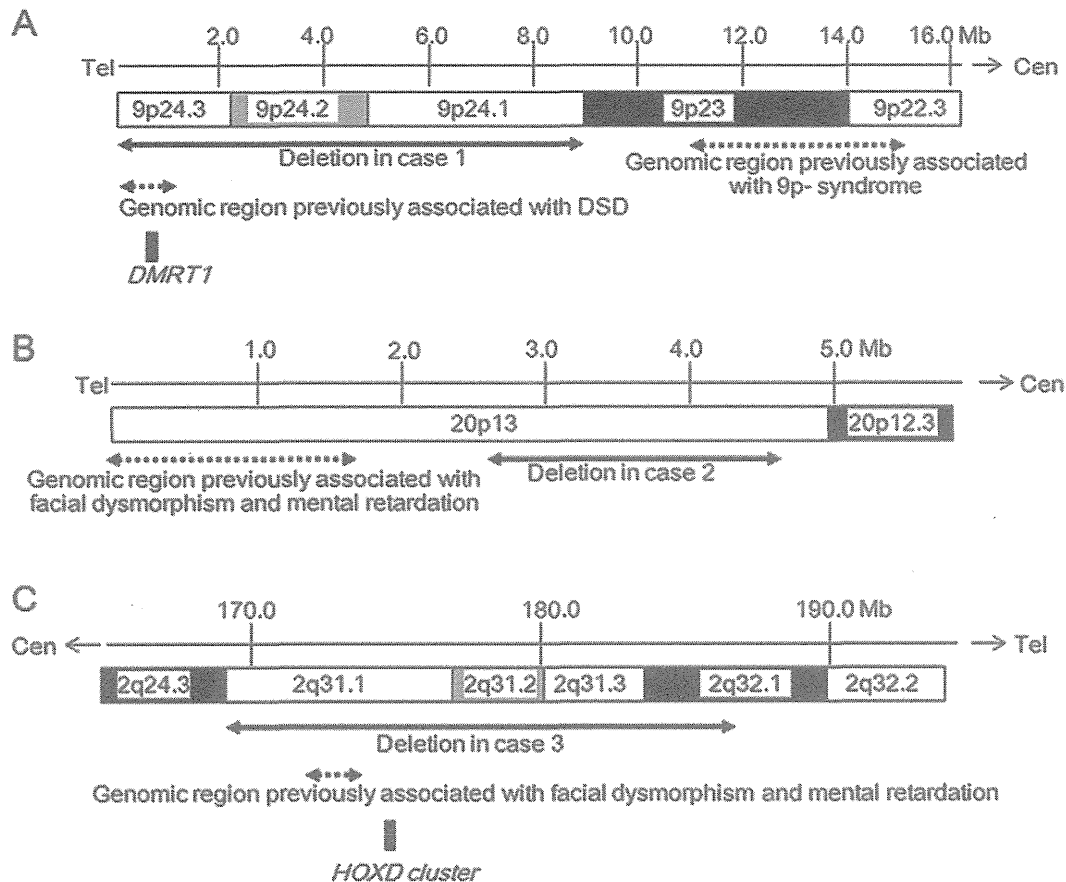 A
2.0 4.0 6.0 8.0 10.0 12.0 14.0 16.0 Mb
Tel Cen
9p24.3 9p24.2 9p24.1 9p23 9p22.3
Deletion in case 1
Genomic region previously associated
with 9p- syndrome
Genomic region previously associated with DSD
DMRT1
B
1.0 2.0 3.0 4.0 5.0 Mb
Tel Cen
20p13 20p12.3
Deletion in case 2
Genomic region previously associated with
facial dysmorphism and mental retardation
C
170.0 180.0 190.0 Mb
Cen Tel
2q24.3 2q31.1 2q31.2 2q31.3 2q32.1 2q32.2
Deletion in case 3
Genomic region previously associated with facial dysmorphism and mental retardation
HOXD cluster